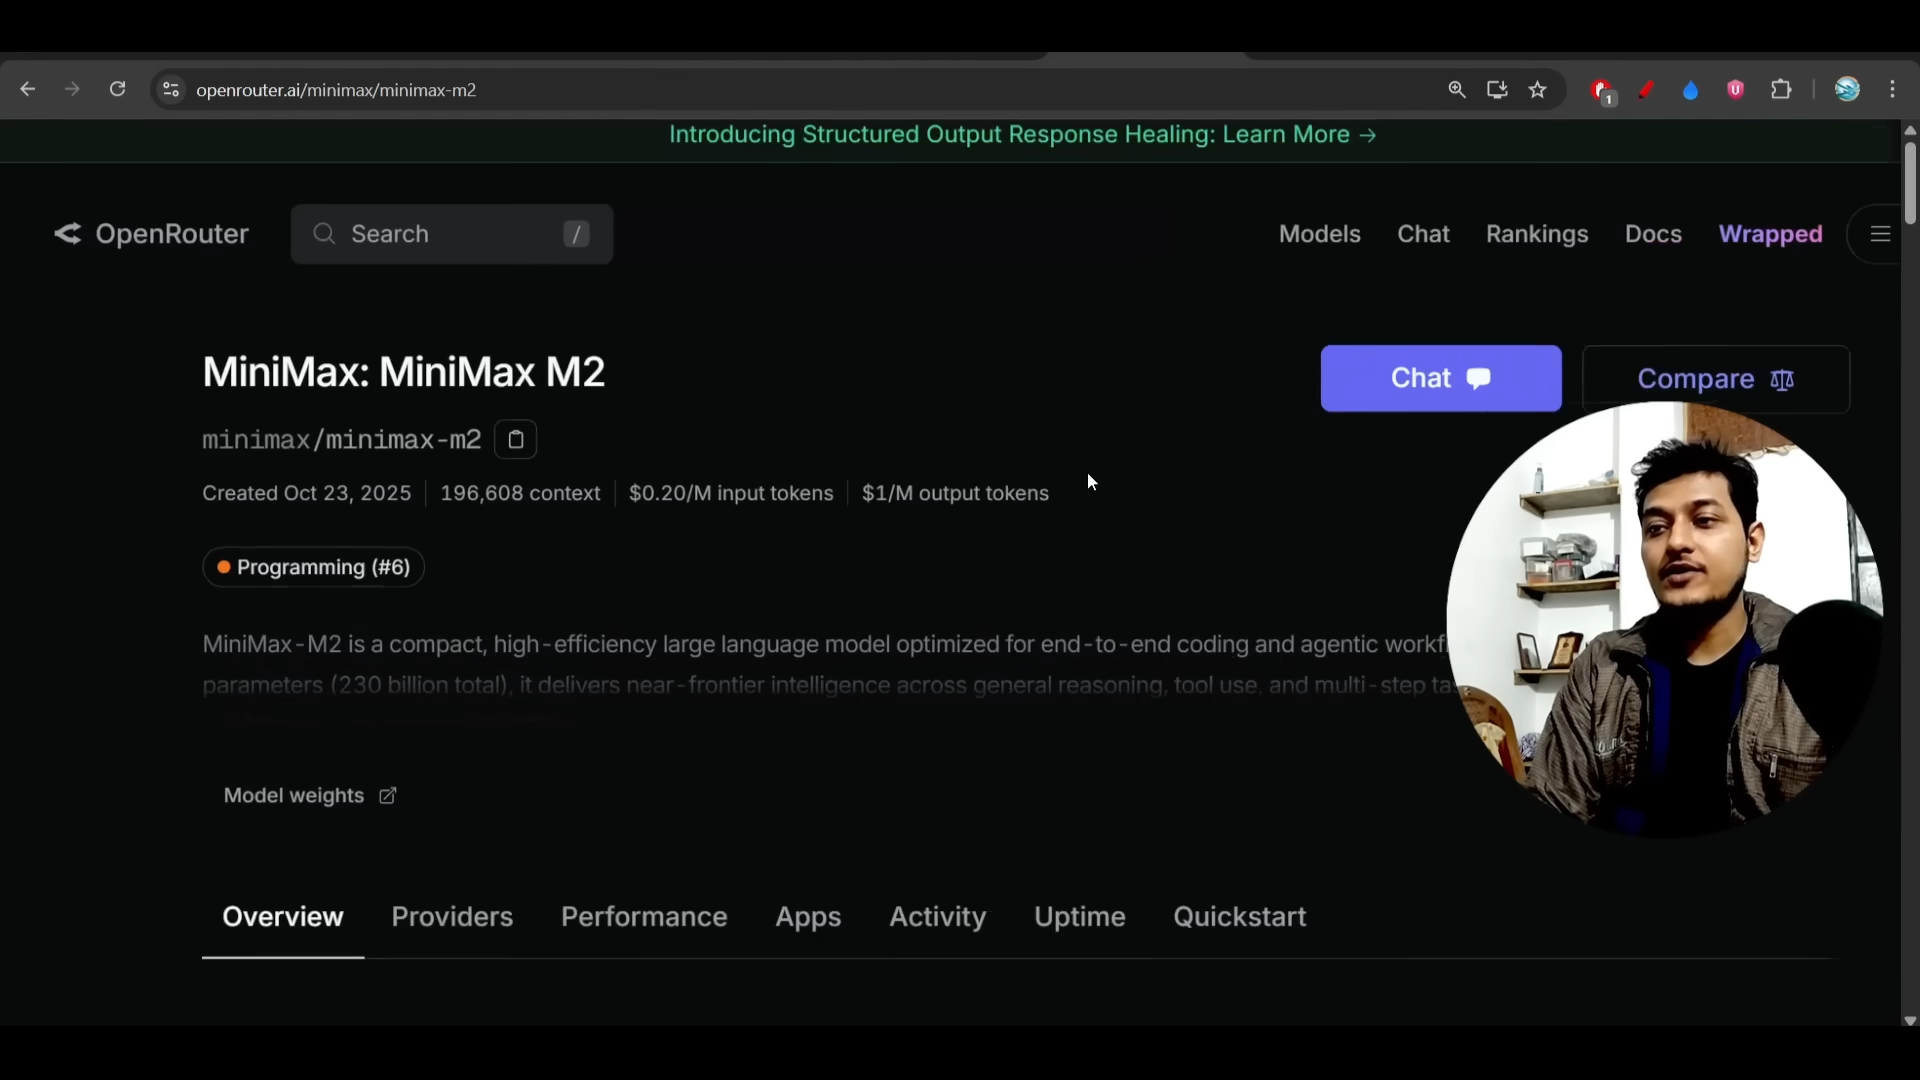 openrouter.ai/minimax/minimax-m2
1
Introducing Structured Output Response Healing: Learn More →
OpenRouter
Search
/
Models
Chat
Rankings
Docs
Wrapped
MiniMax: MiniMax M2
Chat
Compare
minimax/minimax-m2
Created Oct 23, 2025
196,608 context
$0.20/M input tokens
$1/M output tokens
Programming (#6)
MiniMax-M2 is a compact, high-efficiency large language model optimized for end-to-end coding and agentic
parameters (230 billion total), it delivers near-frontier intelligence across general reasoning, tool use, and multi-step
Model weights
Overview
Providers
Performance
Apps
Activity
Uptime
Quickstart